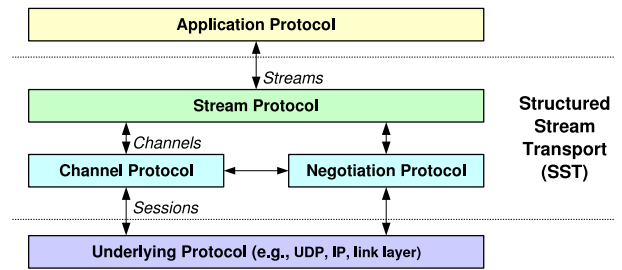 Application Protocol
Streams
Stream Protocol
Structured
Stream
Transport
(SST)
Channels
Channel Protocol
Negotiation Protocol
Sessions
Underlying Protocol (e.g., UDP, IP, link layer)